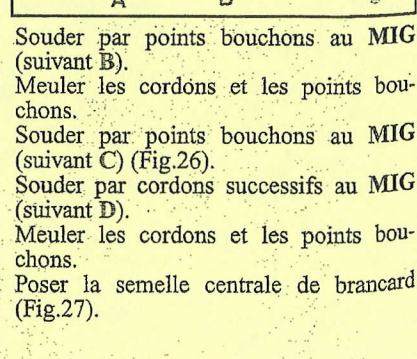 Souder par points bouchons au MIG
(suivant B).
Meuler les cordons et les points bou-
chons.
Souder par points bouchons au MIG
(suivant C) (Fig.26).
Souder par cordons successifs au MIG
(suivant D).
Meuler les cordons et les points bou-
chons.
Poser la semelle centrale de brancard
(Fig.27).